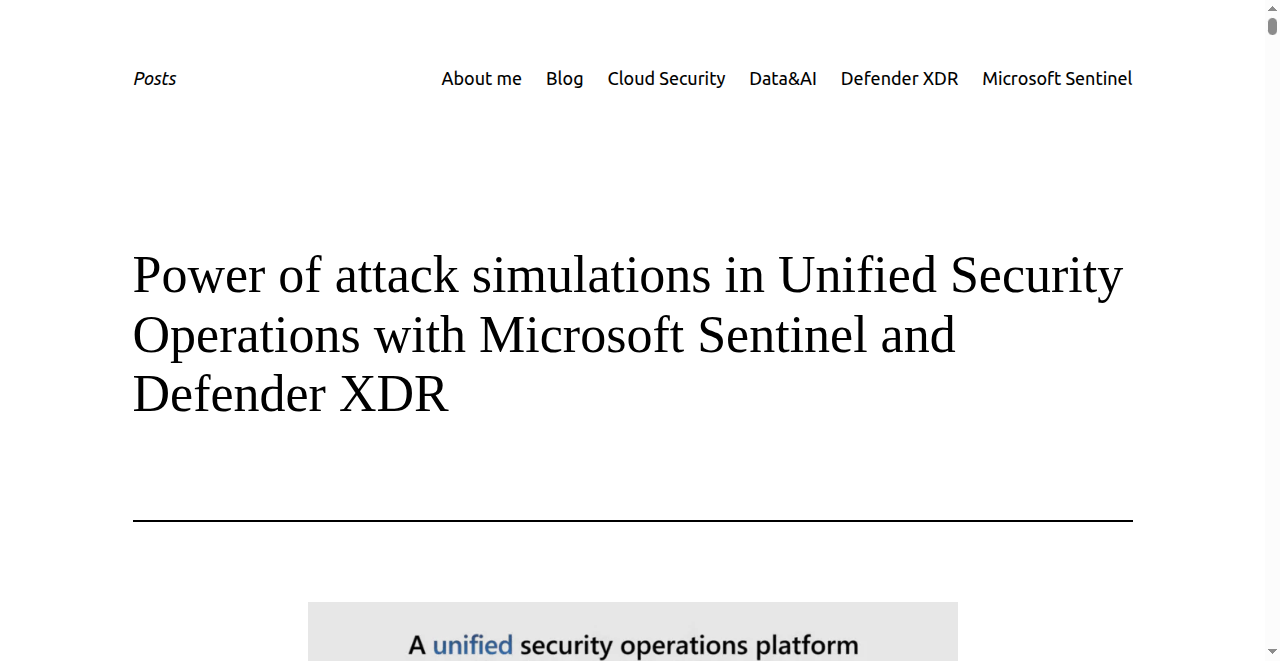 Posts
About me Blog Cloud Security Data&AI Defender XDR Microsoft Sentinel
Power of attack simulations in Unified Security
Operations with Microsoft Sentinel and
Defender XDR
A unified security operations platform